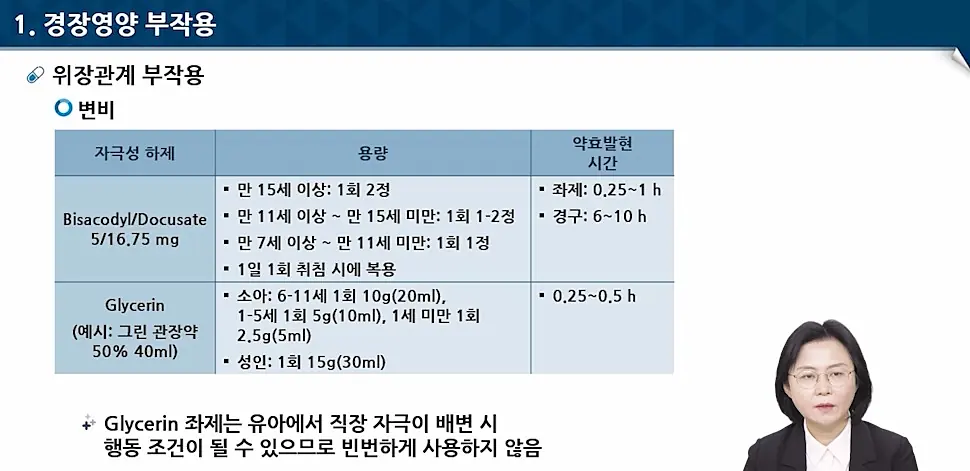 1. 경장영양 부작용
위장관계 부작용
변비
자극성 하제
용량
약효발현
시간
Bisacodyl/Docusate
5/16.75 mg
▪ 만 15세 이상: 1회 2정
▪ 만 11세 이상 ~ 만 15세 미만: 1회 1-2정
▪ 만 7세 이상 ~ 만 11세 미만: 1회 1정
▪ 1일 1회 취침 시에 복용
▪ 좌제: 0.25~1 h
▪ 경구: 6~10 h
Glycerin
(예시: 그린 관장약
50% 40ml)
▪ 소아: 6-11세 1회 10g(20ml),
1-5세 1회 5g(10ml), 1세 미만 1회
2.5g(5ml)
▪ 성인: 1회 15g(30ml)
▪ 0.25~0.5 h
Glycerin 좌제는 유아에서 직장 자극이 배변 시
행동 조건이 될 수 있으므로 빈번하게 사용하지 않음